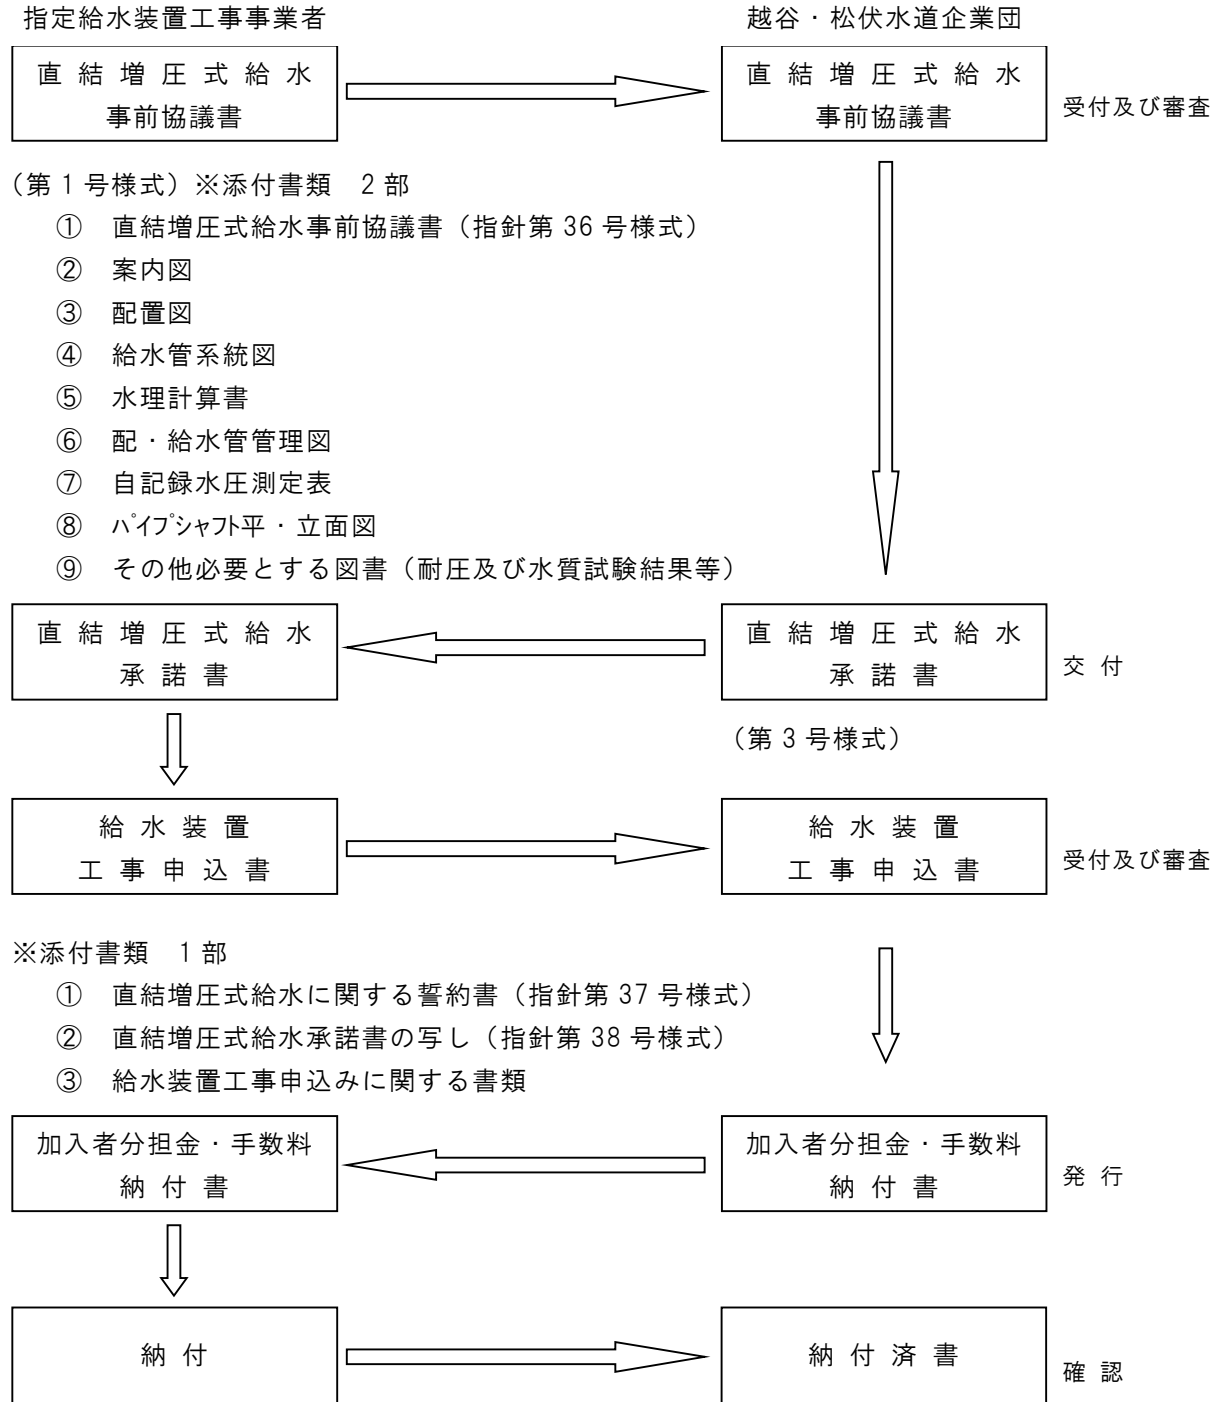 指定給水装置工事事業者
越谷・松伏水道企業団
直結増圧式給水
事前協議書
直結増圧式給水
事前協議書
受付及び審査
（第1号様式）※添付書類　2部
①　直結増圧式給水事前協議書（指針第36号様式）
②　案内図
③　配置図
④　給水管系統図
⑤　水理計算書
⑥　配・給水管管理図
⑦　自記録水圧測定表
⑧　ﾊﾟｲﾌﾟｼｬﾌﾄ平・立面図
⑨　その他必要とする図書（耐圧及び水質試験結果等）
直結増圧式給水
承諾書
直結増圧式給水
承諾書
交付
（第3号様式）
給水装置
工事申込書
給水装置
工事申込書
受付及び審査
※添付書類　1部
①　直結増圧式給水に関する誓約書（指針第37号様式）
②　直結増圧式給水承諾書の写し（指針第38号様式）
③　給水装置工事申込みに関する書類
加入者分担金・手数料
納付書
加入者分担金・手数料
納付書
発行
納付
納付済書
確認